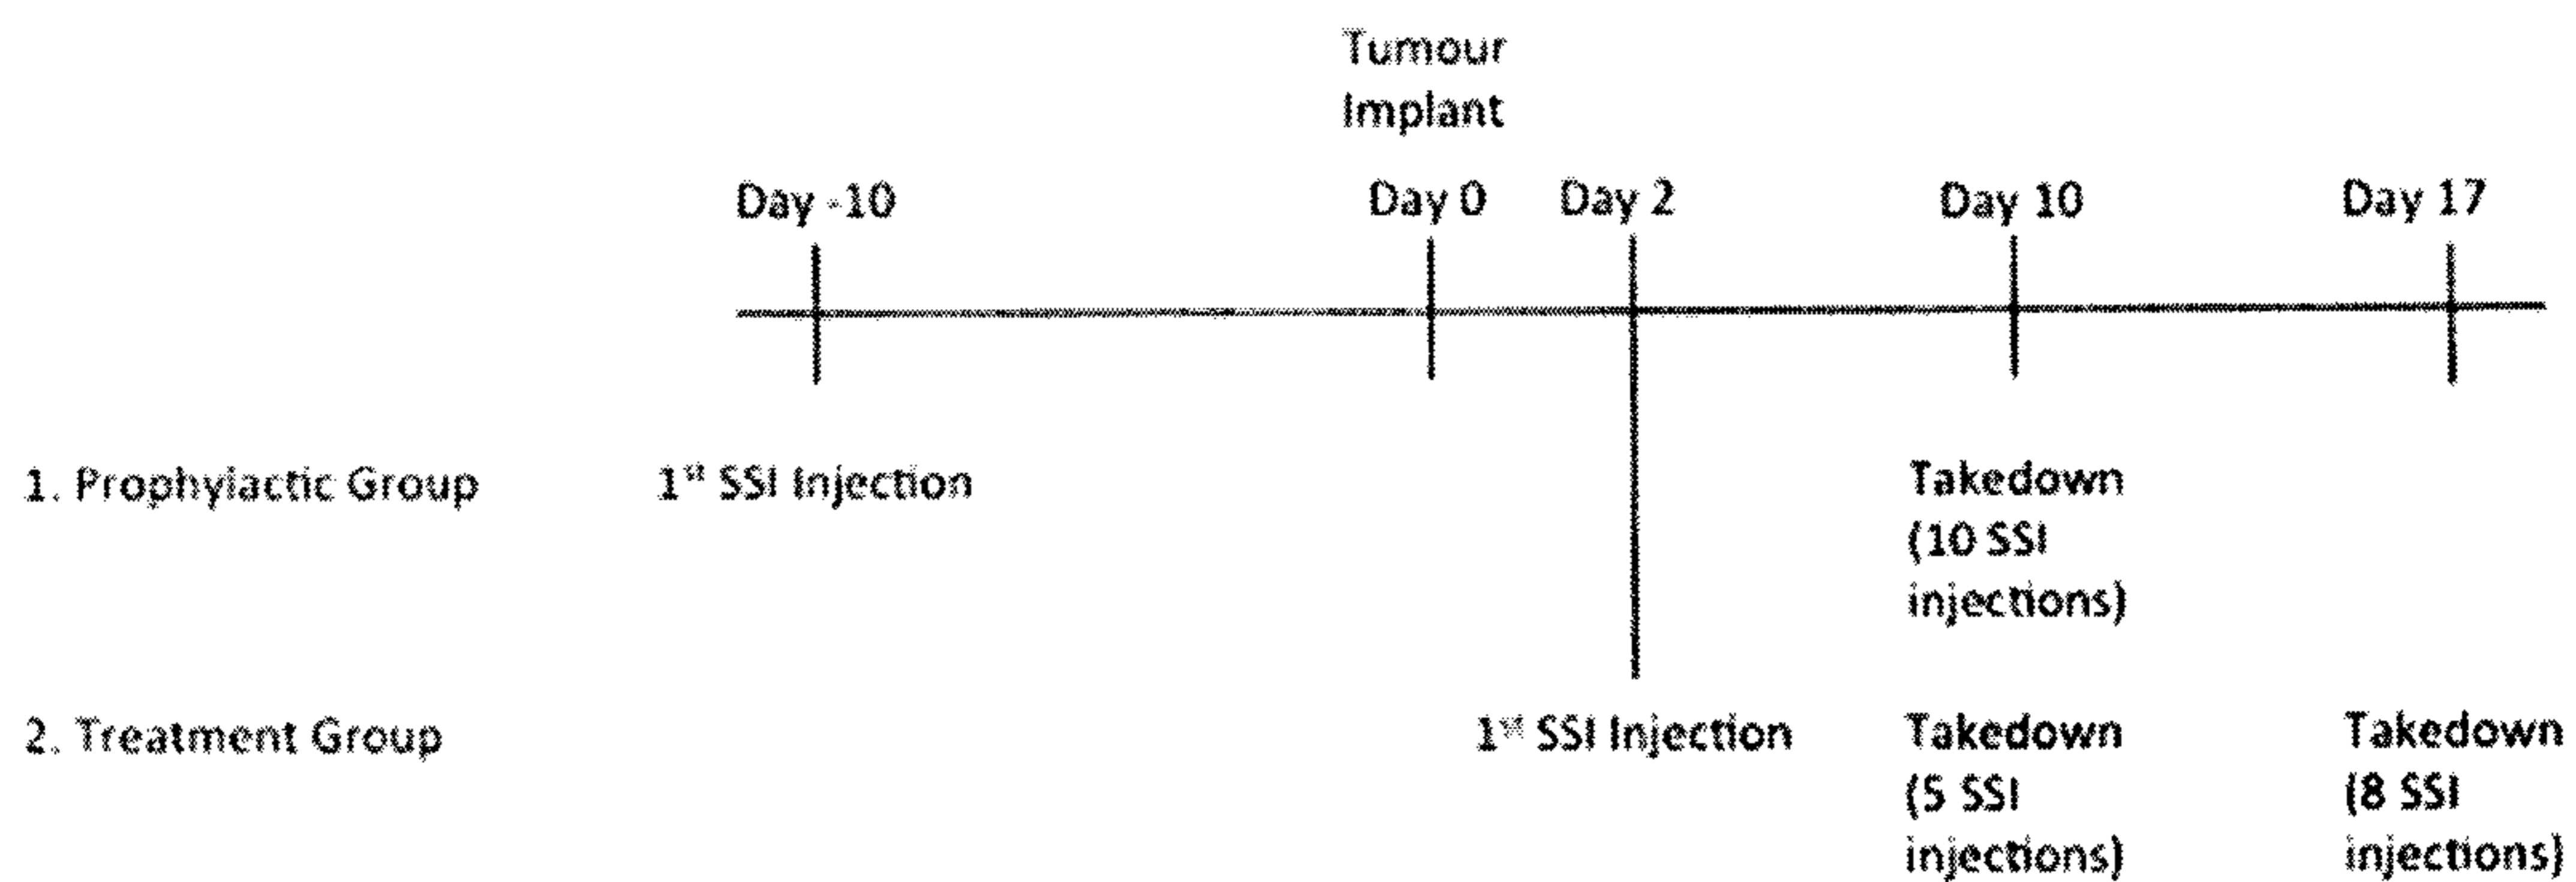 Tumour
Implant
Day -10 Day 0 Day 2 Day 10 Day 17
1. Prophylactic Group 1st SSI Injection Takedown
(10 SSI
injections)
2. Treatment Group 1st SSI Injection Takedown Takedown
(5 SSI (8 SSI
injections) injections)